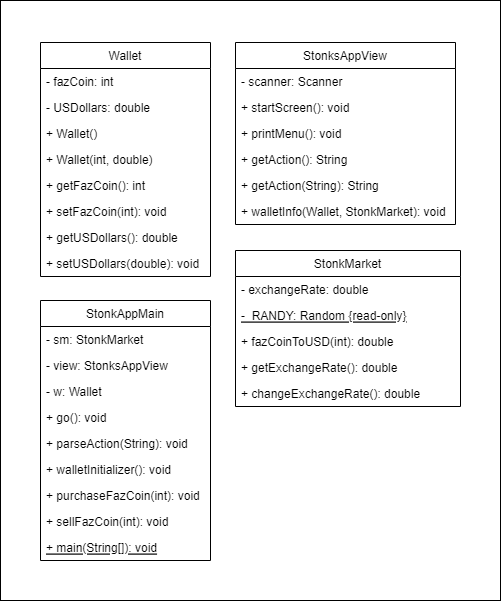 Wallet
- fazCoin: int
- USDollars: double
+ Wallet()
+ Wallet(int, double)
+ getFazCoin(): int
+ setFazCoin(int): void
+ getUSDollars(): double
+ setUSDollars(double): void
StonksAppView
- scanner: Scanner
+ startScreen(): void
+ printMenu(): void
+ getAction(): String
+ getAction(String): String
+ walletInfo(Wallet, StonkMarket): void
StonkAppMain
- sm: StonkMarket
- view: StonksAppView
- w: Wallet
+ go(): void
+ parseAction(String): void
+ walletInitializer(): void
+ purchaseFazCoin(int): void
+ sellFazCoin(int): void
+ main(String[]): void
StonkMarket
- exchangeRate: double
- RANDY: Random {read-only}
+ fazCoinToUSD(int): double
+ getExchangeRate(): double
+ changeExchangeRate(): double